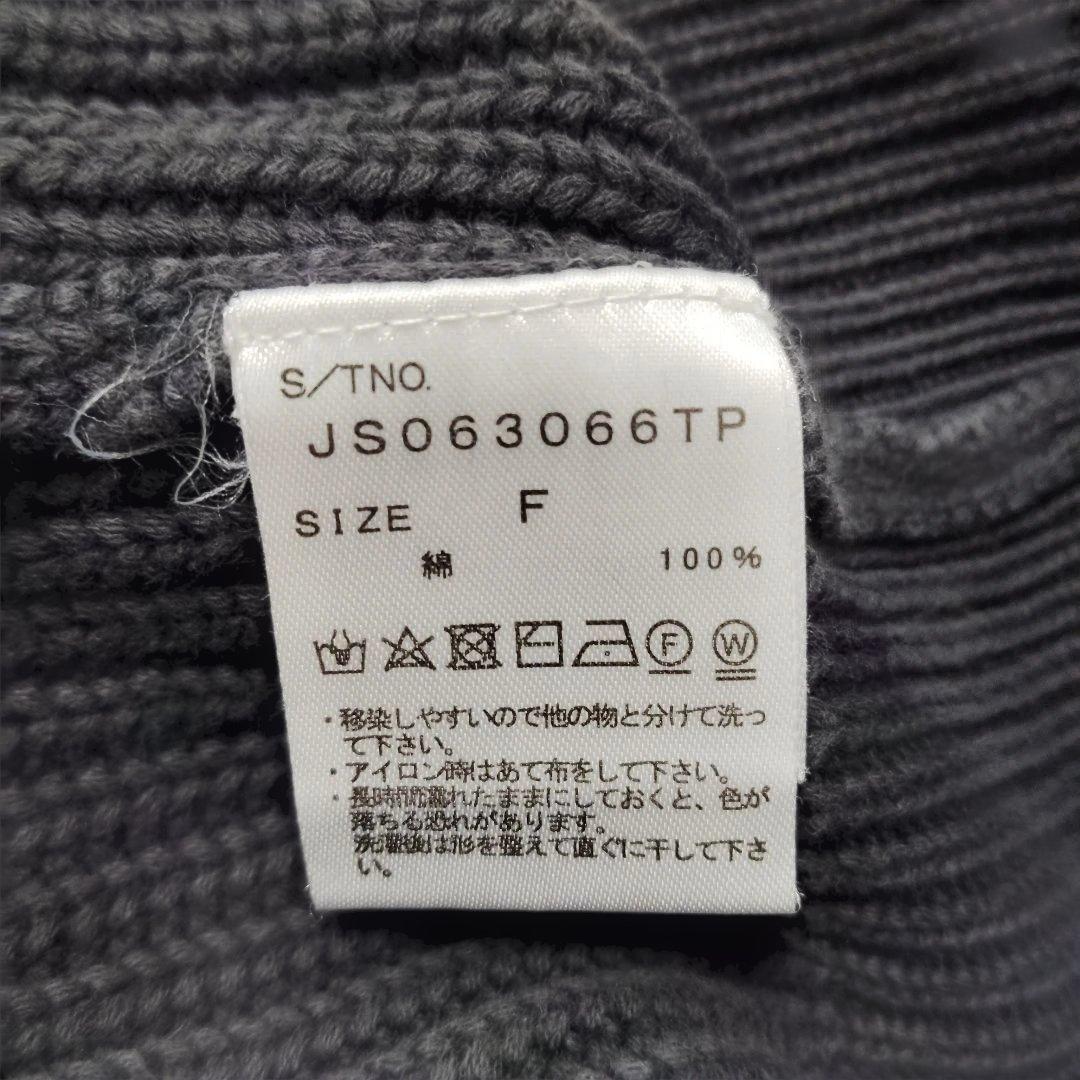 S/TNO.
JS063066TP
SIZE F
綿 100%
F W
・移染しやすいので他の物と分けて洗っ
て下さい。
・アイロン時はあて布をして下さい。
・長時間濡れたままにしておくと、色が
落ちる恐れがあります。
洗濯後は形を整えて直ぐに干して下さ
い。